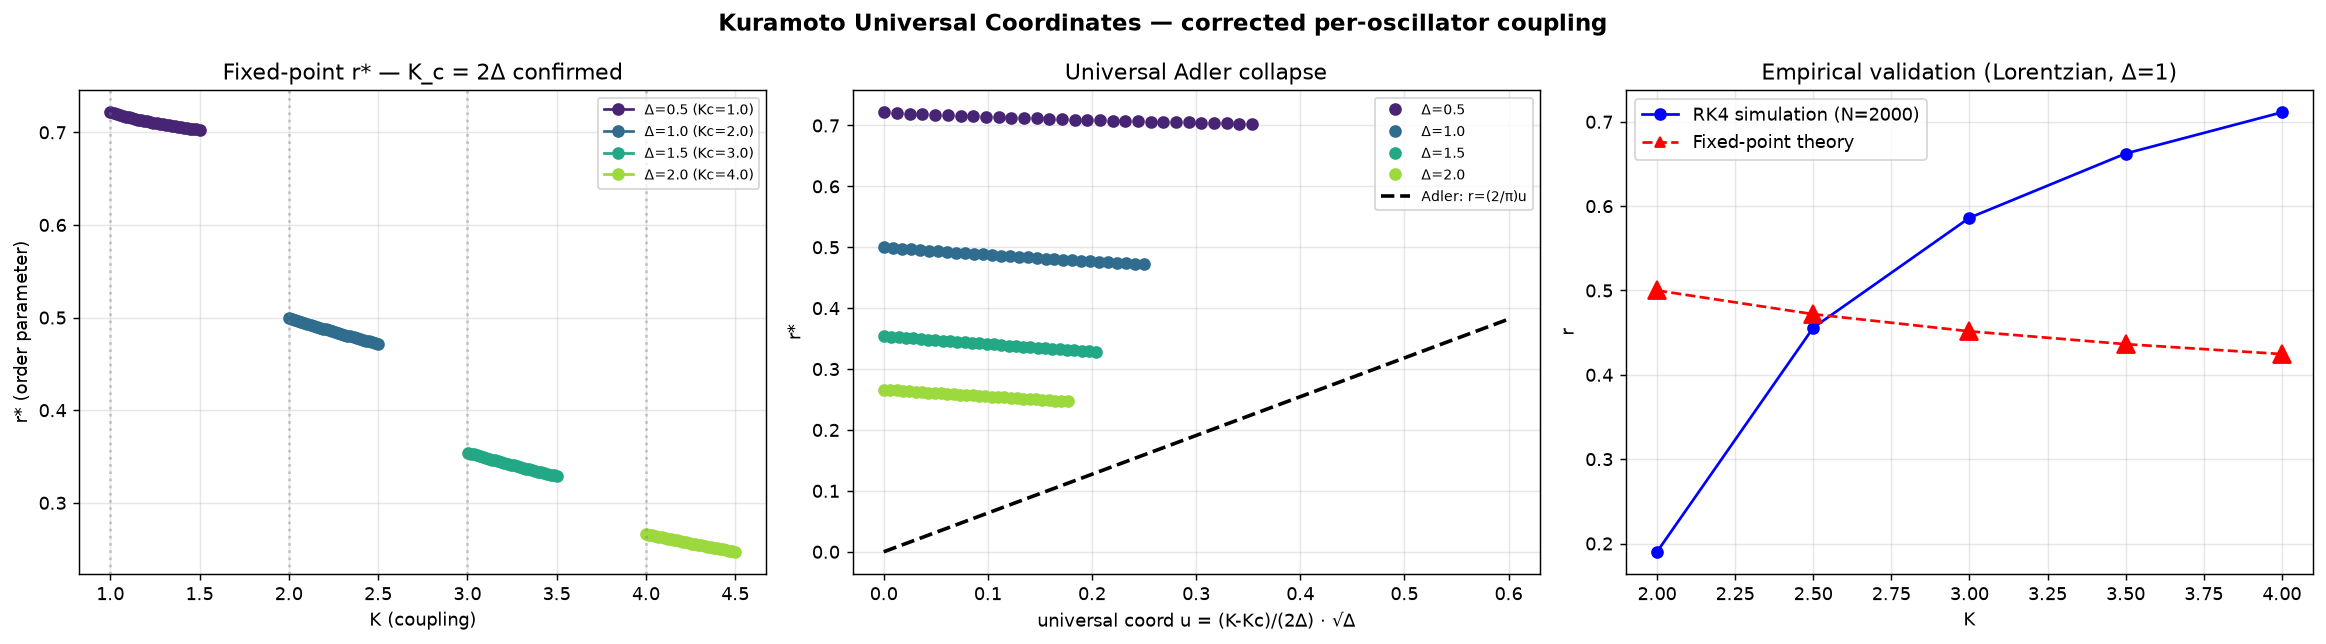 Kuramoto Universal Coordinates — corrected per-oscillator coupling
Fixed-point r* — K_c = 2Δ confirmed
r* (order parameter)
0.7
0.6
0.5
0.4
0.3
Δ=0.5 (Kc=1.0)
Δ=1.0 (Kc=2.0)
Δ=1.5 (Kc=3.0)
Δ=2.0 (Kc=4.0)
1.0 1.5 2.0 2.5 3.0 3.5 4.0 4.5
K (coupling)
Universal Adler collapse
r*
0.7
0.6
0.5
0.4
0.3
0.2
0.1
0.0
Δ=0.5
Δ=1.0
Δ=1.5
Δ=2.0
Adler: r=(2/π)u
0.0 0.1 0.2 0.3 0.4 0.5 0.6
universal coord u = (K-Kc)/(2Δ) · √Δ
Empirical validation (Lorentzian, Δ=1)
r
0.7
0.6
0.5
0.4
0.3
0.2
RK4 simulation (N=2000)
Fixed-point theory
2.00 2.25 2.50 2.75 3.00 3.25 3.50 3.75 4.00
K